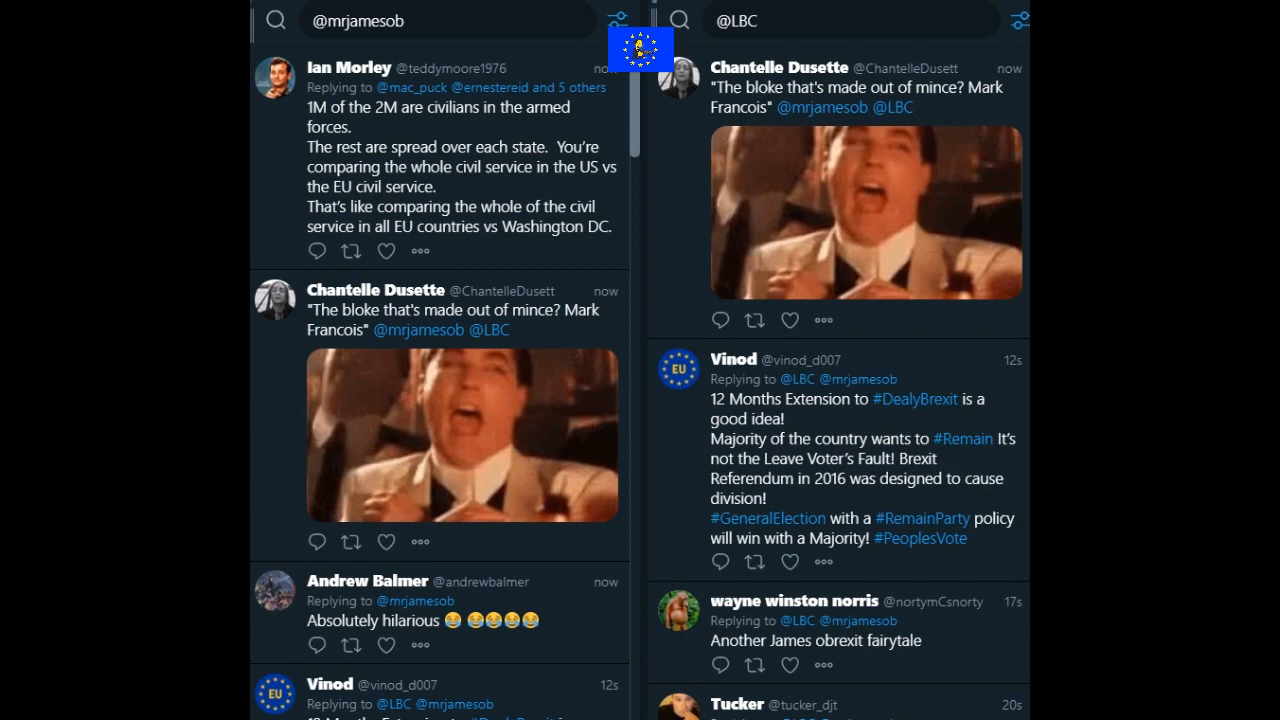 @mrjamesob
Ian Morley @teddymoore1976 now
Replying to @mac_puck @ernestereid and 5 others
1M of the 2M are civilians in the armed
forces.
The rest are spread over each state. You're
comparing the whole civil service in the US vs
the EU civil service.
That's like comparing the whole of the civil
service in all EU countries vs Washington DC.
Chantelle Dusette @ChantelleDusett now
"The bloke that's made out of mince? Mark
Francois" @mrjamesob @LBC
Andrew Balmer @andrewbalmer now
Replying to @mrjamesob
Absolutely hilarious 😂 😂😂😂😂
EU
Vinod @vinod_d007 12s
Replying to @LBC @mrjamesob
@LBC
Chantelle Dusette @ChantelleDusett now
"The bloke that's made out of mince? Mark
Francois" @mrjamesob @LBC
EU
Vinod @vinod_d007 12s
Replying to @LBC @mrjamesob
12 Months Extension to #DealyBrexit is a
good idea!
Majority of the country wants to #Remain It's
not the Leave Voter's Fault! Brexit
Referendum in 2016 was designed to cause
division!
#GeneralElection with a #RemainParty policy
will win with a Majority! #PeoplesVote
wayne winston norris @nortymCsnorty 17s
Replying to @LBC @mrjamesob
Another James obrexit fairytale
Tucker @tucker_djt 20s